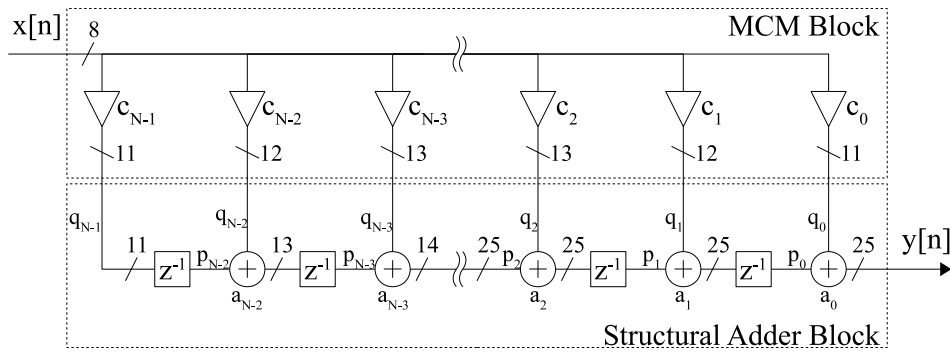 x[n]
8
MCM Block
c_{N-1} c_{N-2} c_{N-3} c_2 c_1 c_0
11 12 13 13 12 11
q_{N-1} q_{N-2} q_{N-3} q_2 q_1 q_0
11 z^{-1} p_{N-2} + 13 z^{-1} p_{N-3} + 14 25 p_2 + 25 z^{-1} p_1 + 25 z^{-1} p_0 + 25 y[n]
a_{N-2} a_{N-3} a_2 a_1 a_0
Structural Adder Block